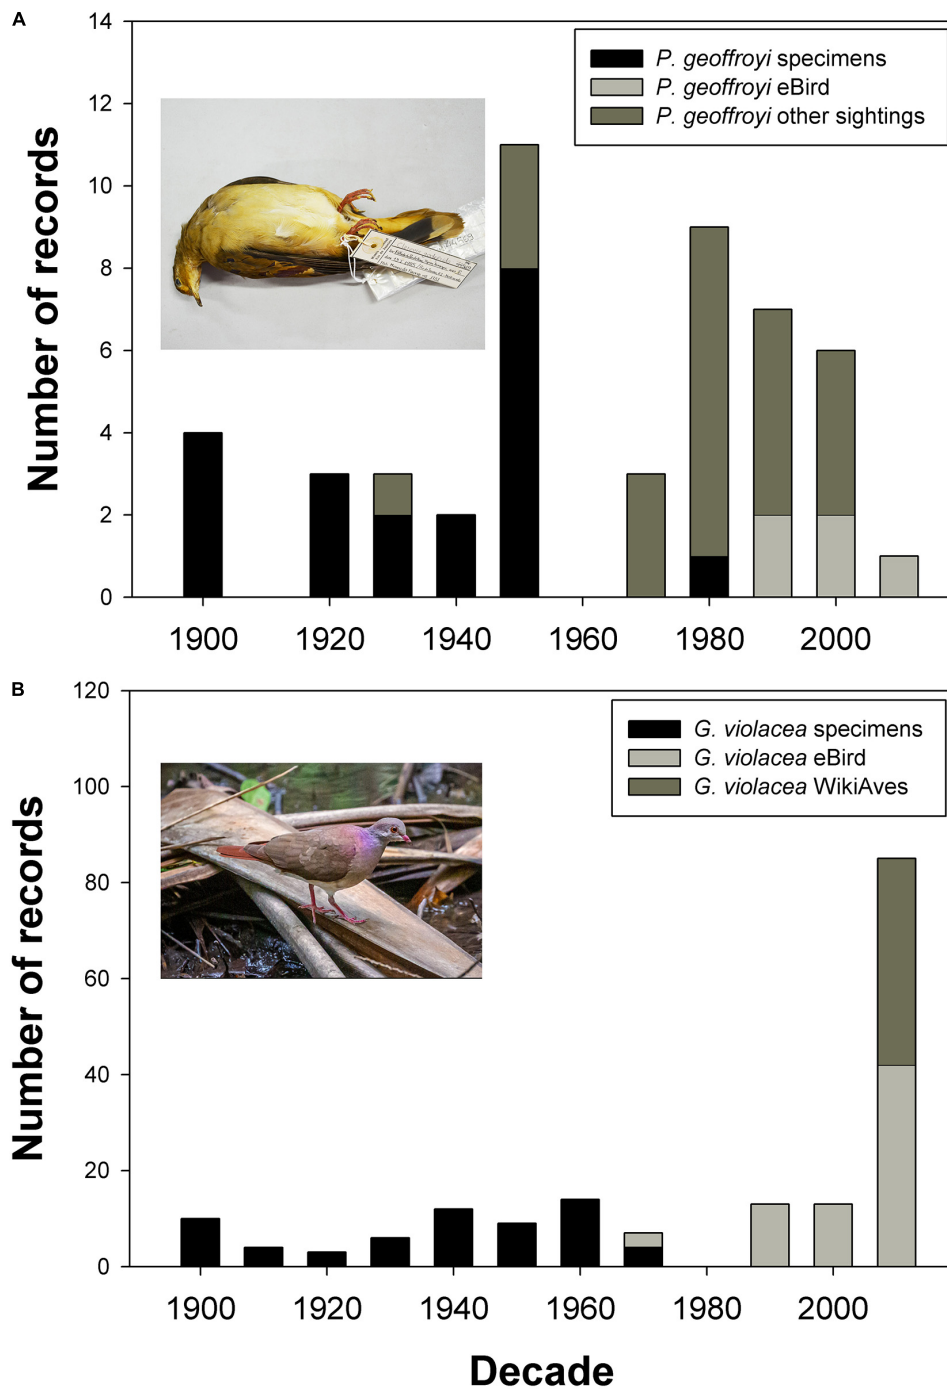 A
14
12
10
8
6
4
2
0
Number of records
P. geoffroyi specimens
P. geoffroyi eBird
P. geoffroyi other sightings
1900 1920 1940 1960 1980 2000
B
120
100
80
60
40
20
0
Number of records
G. violacea specimens
G. violacea eBird
G. violacea WikiAves
1900 1920 1940 1960 1980 2000
Decade